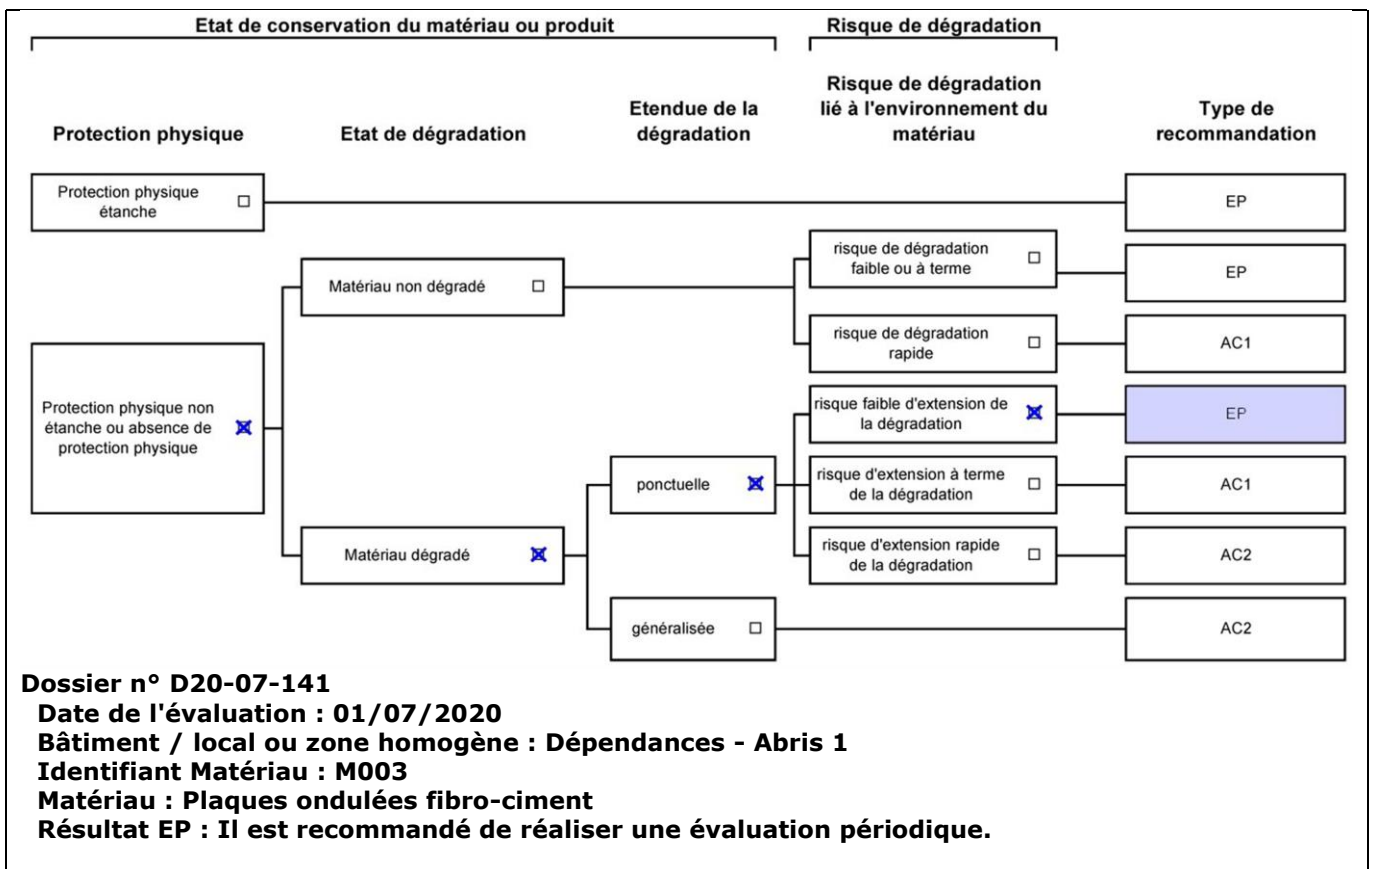 Etat de conservation du matériau ou produit
Risque de dégradation
Protection physique
Etat de dégradation
Etendue de la
dégradation
Risque de dégradation
lié à l'environnement du
matériau
Type de
recommandation
Protection physique
étanche
EP
risque de dégradation
faible ou à terme
EP
Matériau non dégradé
risque de dégradation
rapide
AC1
Protection physique non
étanche ou absence de
protection physique
risque faible d'extension de
la dégradation
EP
ponctuelle
risque d'extension à terme
de la dégradation
AC1
Matériau dégradé
risque d'extension rapide
de la dégradation
AC2
généralisée
AC2
Dossier n° D20-07-141
Date de l'évaluation : 01/07/2020
Bâtiment / local ou zone homogène : Dépendances - Abris 1
Identifiant Matériau : M003
Matériau : Plaques ondulées fibro-ciment
Résultat EP : Il est recommandé de réaliser une évaluation périodique.